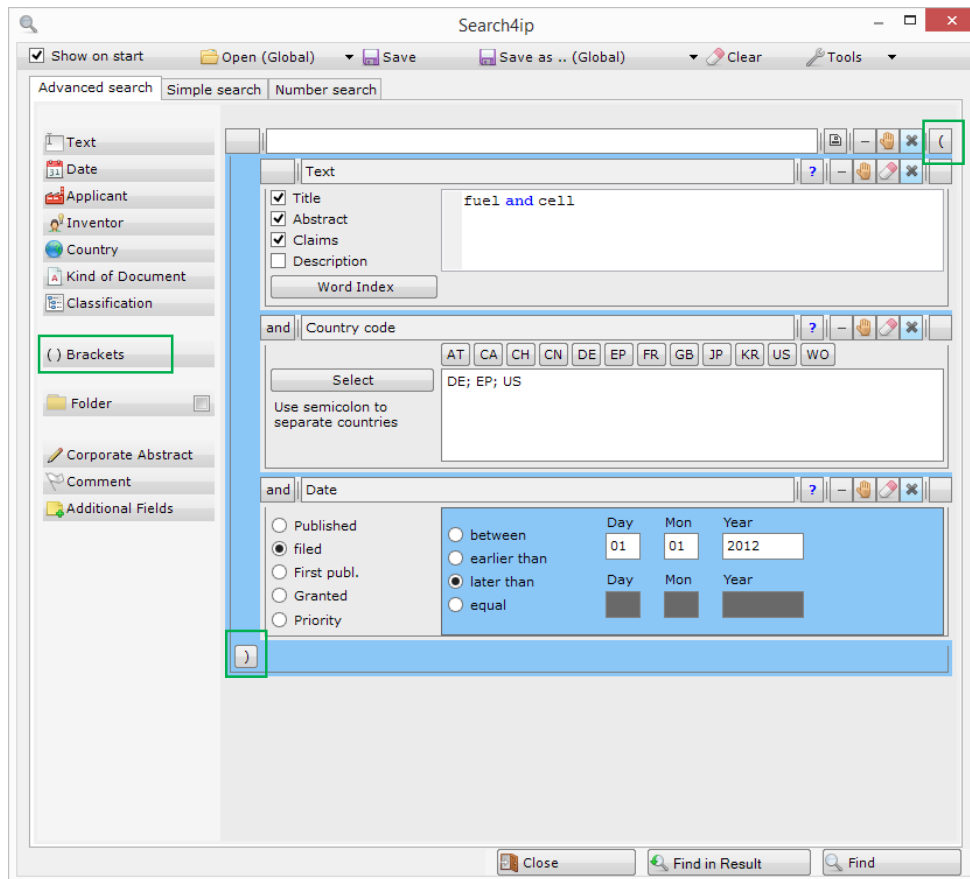 Search4ip
Show on start Open (Global) Save Save as .. (Global) Clear Tools
Advanced search Simple search Number search
Text
Date
Applicant
Inventor
Country
Kind of Document
Classification
( ) Brackets
Folder
Corporate Abstract
Comment
Additional Fields
(
Text ?
Title
Abstract
Claims
Description
Word Index
fuel and cell
and Country code ?
AT CA CH CN DE EP FR GB JP KR US WO
Select
Use semicolon to
separate countries
DE; EP; US
and Date ?
Published
filed
First publ.
Granted
Priority
between
earlier than
later than
equal
Day Mon Year
01 01 2012
Day Mon Year
)
Close Find in Result Find